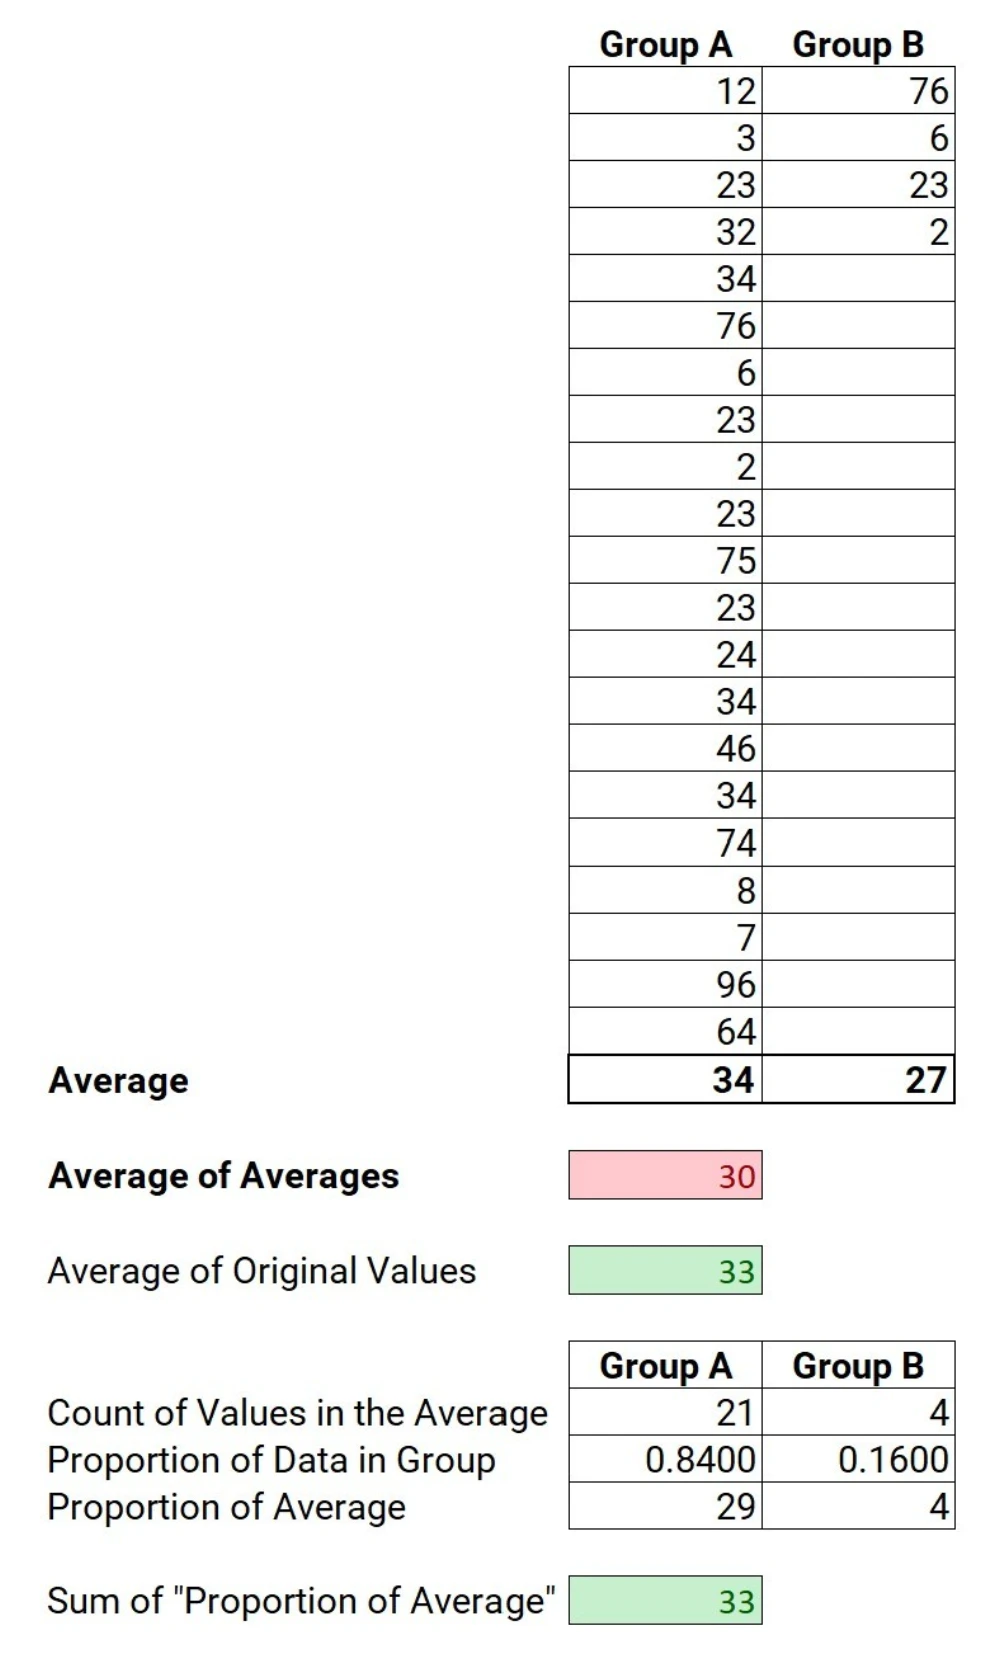 Group A Group B
12 76
3 6
23 23
32 2
34
76
6
23
2
23
75
23
24
34
46
34
74
8
7
96
64
Average 34 27
Average of Averages 30
Average of Original Values 33
Group A Group B
Count of Values in the Average 21 4
Proportion of Data in Group 0.8400 0.1600
Proportion of Average 29 4
Sum of "Proportion of Average" 33